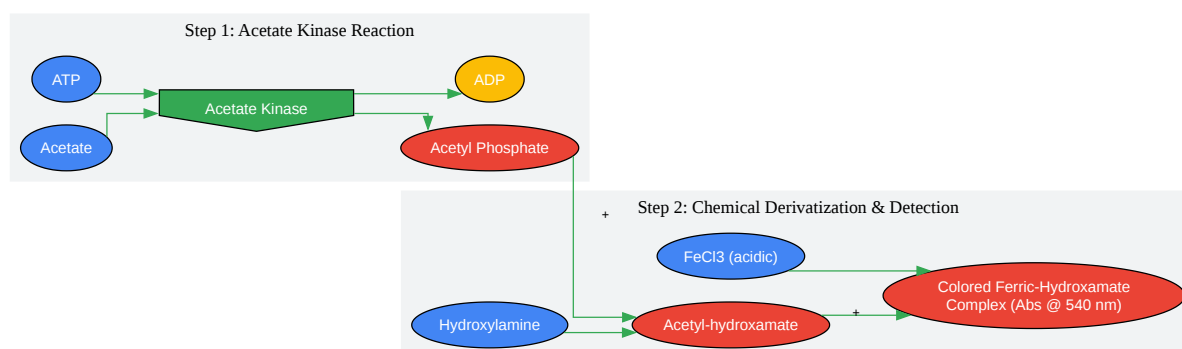 Step 1: Acetate Kinase Reaction
ATP
ADP
Acetate Kinase
Acetate
Acetyl Phosphate
+
Step 2: Chemical Derivatization & Detection
FeCl3 (acidic)
Colored Ferric-Hydroxamate
Complex (Abs @ 540 nm)
+
Hydroxylamine
Acetyl-hydroxamate